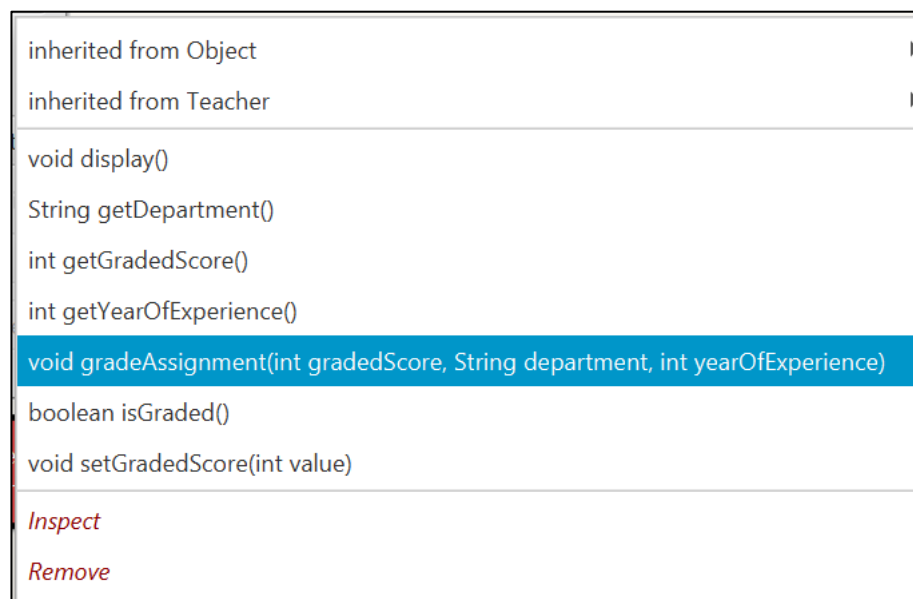 inherited from Object
inherited from Teacher
void display()
String getDepartment()
int getGradedScore()
int getYearOfExperience()
void gradeAssignment(int gradedScore, String department, int yearOfExperience)
boolean isGraded()
void setGradedScore(int value)
Inspect
Remove